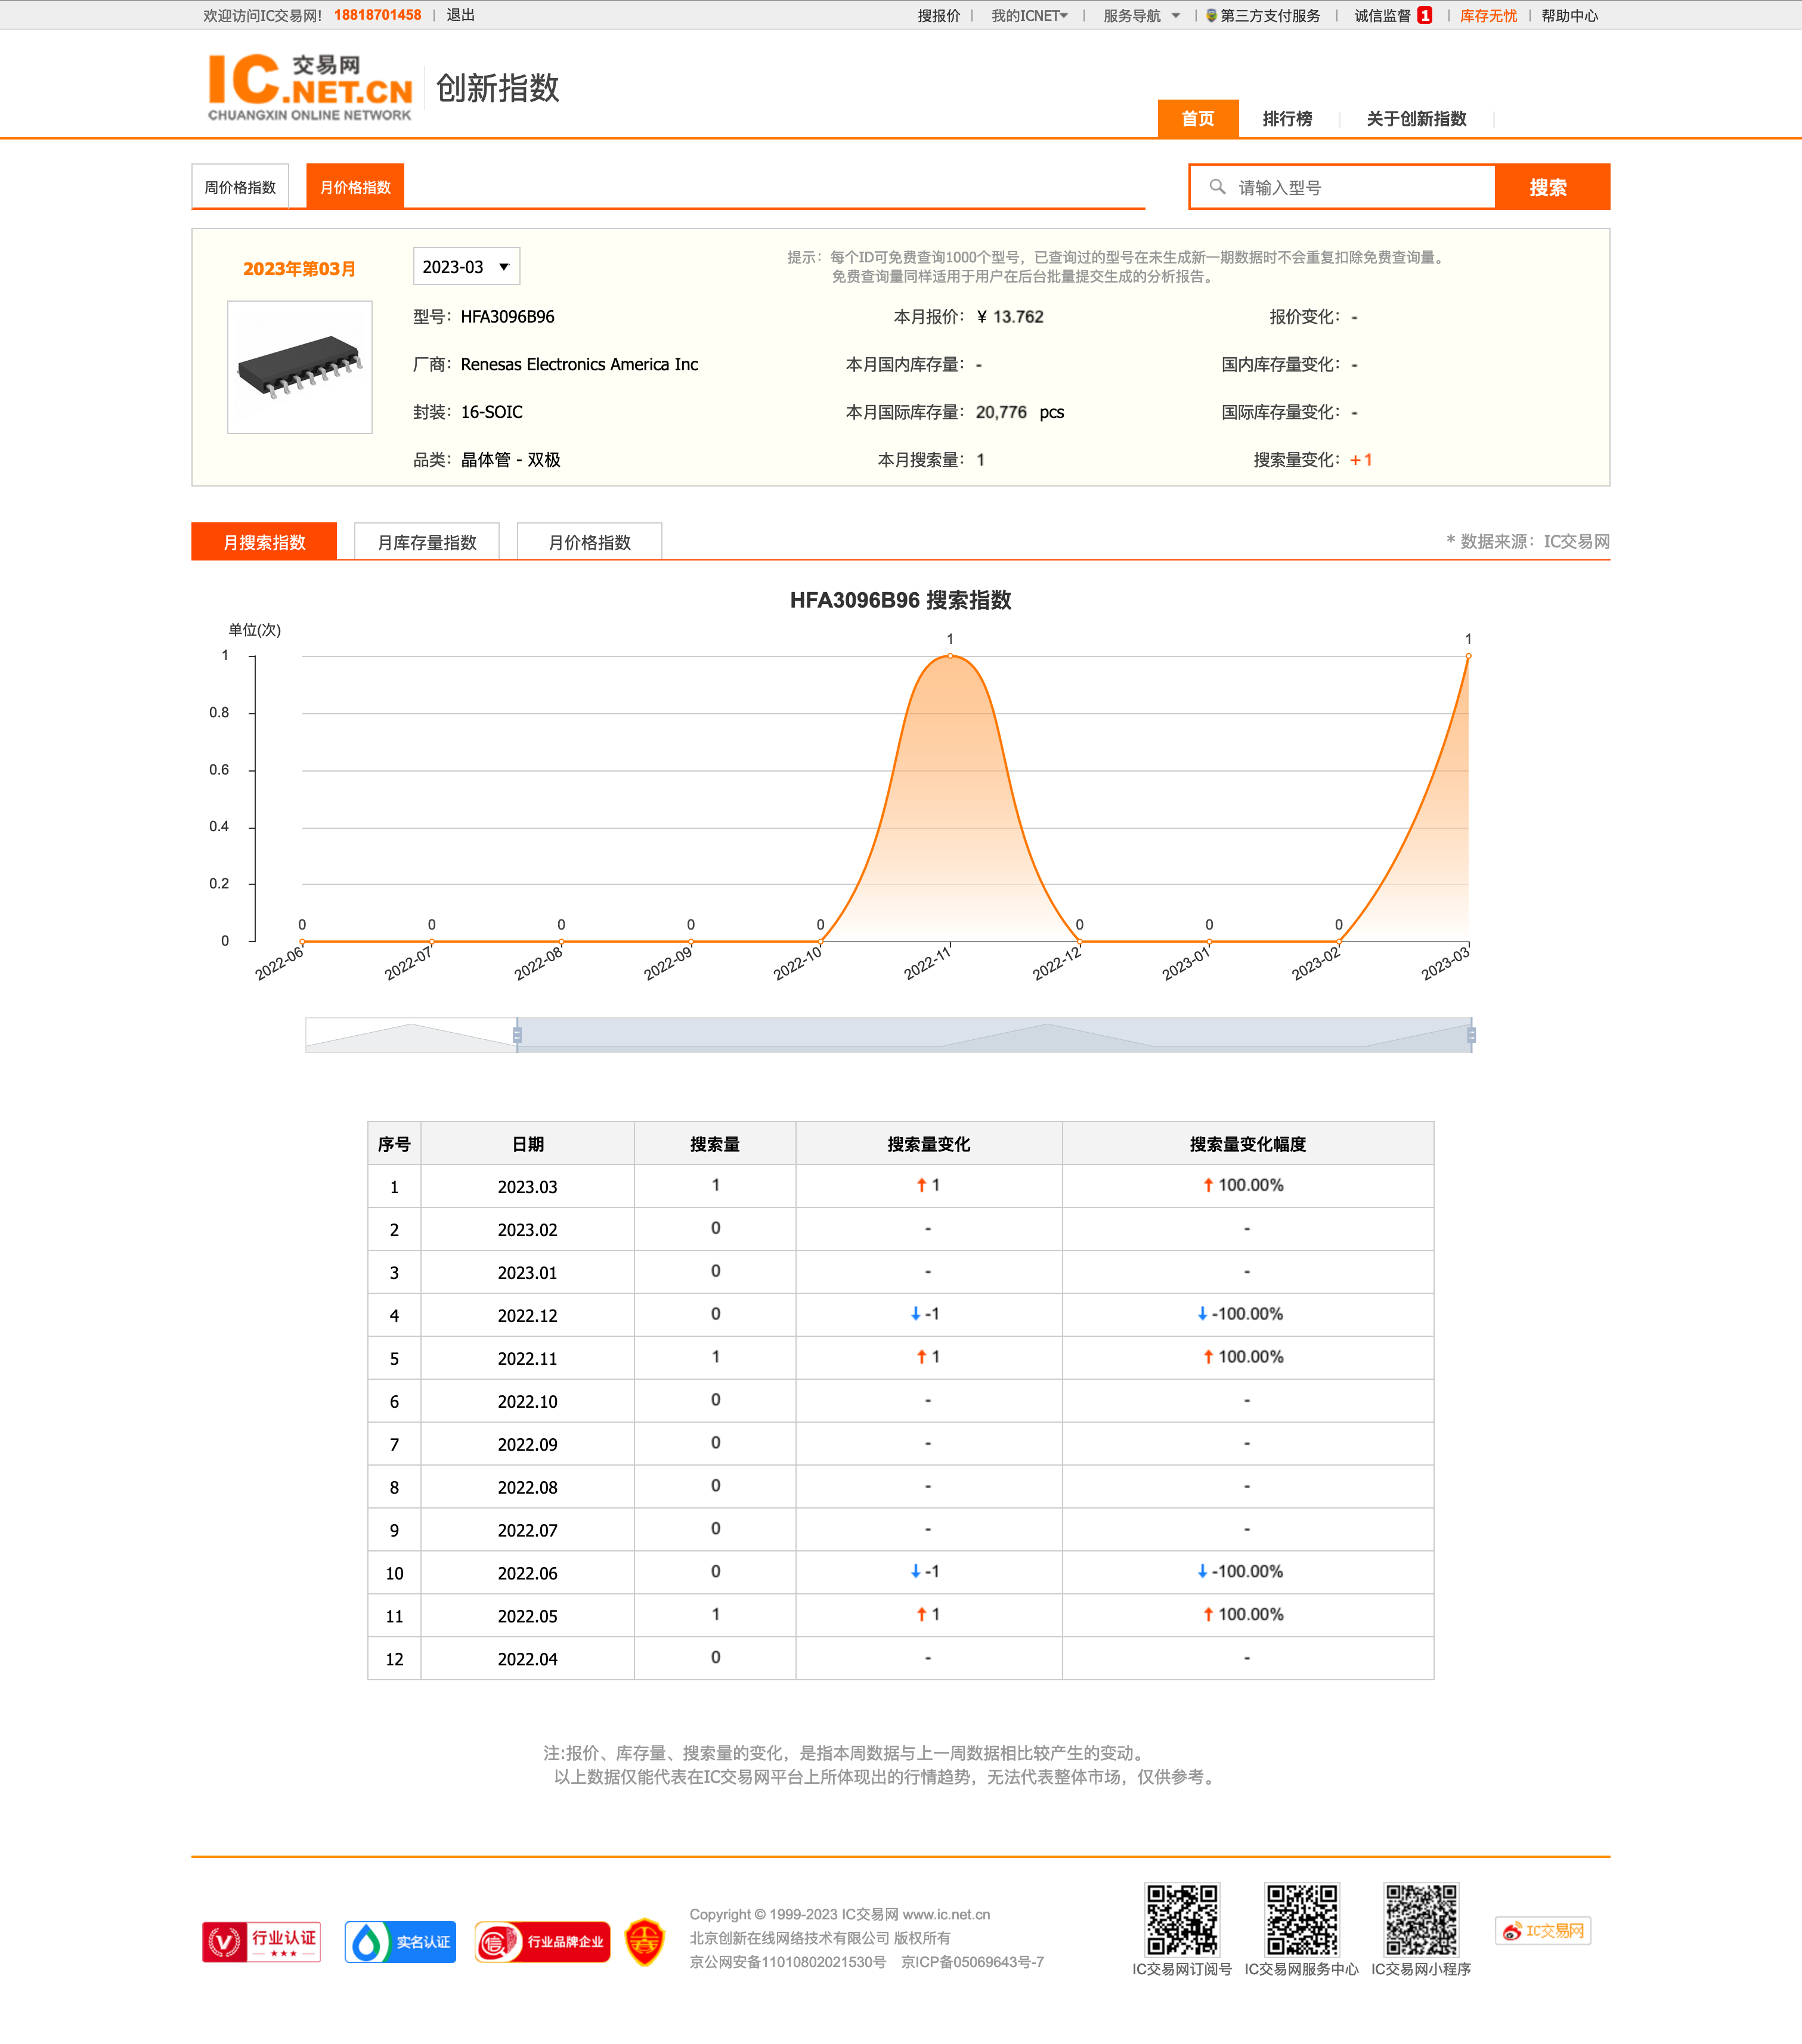 欢迎访问IC交易网! 18818701458 | 退出 搜报价 | 我的ICNET | 服务导航 | 第三方支付服务 | 诚信监督 1 | 库存无忧 | 帮助中心
IC 交易网 .NET.CN
CHUANGXIN ONLINE NETWORK
创新指数
首页 排行榜 关于创新指数
周价格指数 月价格指数 请输入型号 搜索
2023年第03月 2023-03
提示：每个ID可免费查询1000个型号，已查询过的型号在未生成新一期数据时不会重复扣除免费查询量。
免费查询量同样适用于用户在后台批量提交生成的分析报告。
型号：HFA3096B96 本月报价：¥ 13.762 报价变化：-
厂商：Renesas Electronics America Inc 本月国内库存量：- 国内库存量变化：-
封装：16-SOIC 本月国际库存量：20,776 pcs 国际库存量变化：-
品类：晶体管 - 双极 本月搜索量：1 搜索量变化：+1
月搜索指数 月库存量指数 月价格指数 * 数据来源：IC交易网
HFA3096B96 搜索指数
单位(次)
1 1
1
0.8
0.6
0.4
0.2
0 0 0 0 0 0 0 0
0
2022-06 2022-07 2022-08 2022-09 2022-10 2022-11 2022-12 2023-01 2023-02 2023-03
序号 日期 搜索量 搜索量变化 搜索量变化幅度
1 2023.03 1 ↑ 1 ↑ 100.00%
2 2023.02 0 - -
3 2023.01 0 - -
4 2022.12 0 ↓ -1 ↓ -100.00%
5 2022.11 1 ↑ 1 ↑ 100.00%
6 2022.10 0 - -
7 2022.09 0 - -
8 2022.08 0 - -
9 2022.07 0 - -
10 2022.06 0 ↓ -1 ↓ -100.00%
11 2022.05 1 ↑ 1 ↑ 100.00%
12 2022.04 0 - -
注:报价、库存量、搜索量的变化，是指本周数据与上一周数据相比较产生的变动。
以上数据仅能代表在IC交易网平台上所体现出的行情趋势，无法代表整体市场，仅供参考。
行业认证
实名认证
信 行业品牌企业
Copyright © 1999-2023 IC交易网 www.ic.net.cn
北京创新在线网络技术有限公司 版权所有
京公网安备11010802021530号 京ICP备05069643号-7
IC交易网订阅号 IC交易网服务中心 IC交易网小程序
IC交易网